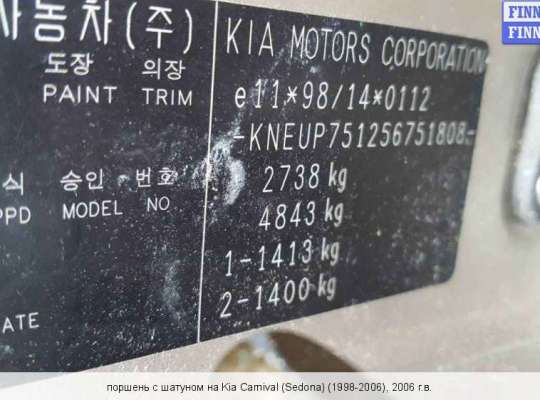 자동차(주)
도장 의장
PAINT TRIM
식 승인 번호
PPD MODEL NO
ATE
KIA MOTORS CORPORATION
e11*98/14*0112
-KNEUP751256751808-
2738 kg
4843 kg
1-1413 kg
2-1400 kg
FINN
FINN
поршень с шатуном на Kia Carnival (Sedona) (1998-2006), 2006 г.в.